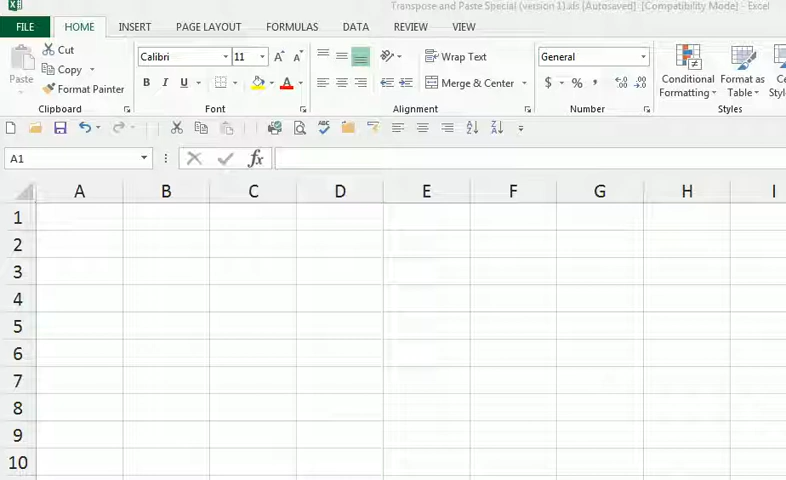 Transpose and Paste Special (version 1).xls [Autosaved] [Compatibility Mode] - Excel
FILE HOME INSERT PAGE LAYOUT FORMULAS DATA REVIEW VIEW
Paste
Cut
Copy
Format Painter
Clipboard
Calibri 11
B I U
Font
Wrap Text
Merge & Center
Alignment
General
$ % ,
Number
Conditional Formatting
Format as Table
Styles
A1
fx
A B C D E F G H I
1
2
3
4
5
6
7
8
9
10